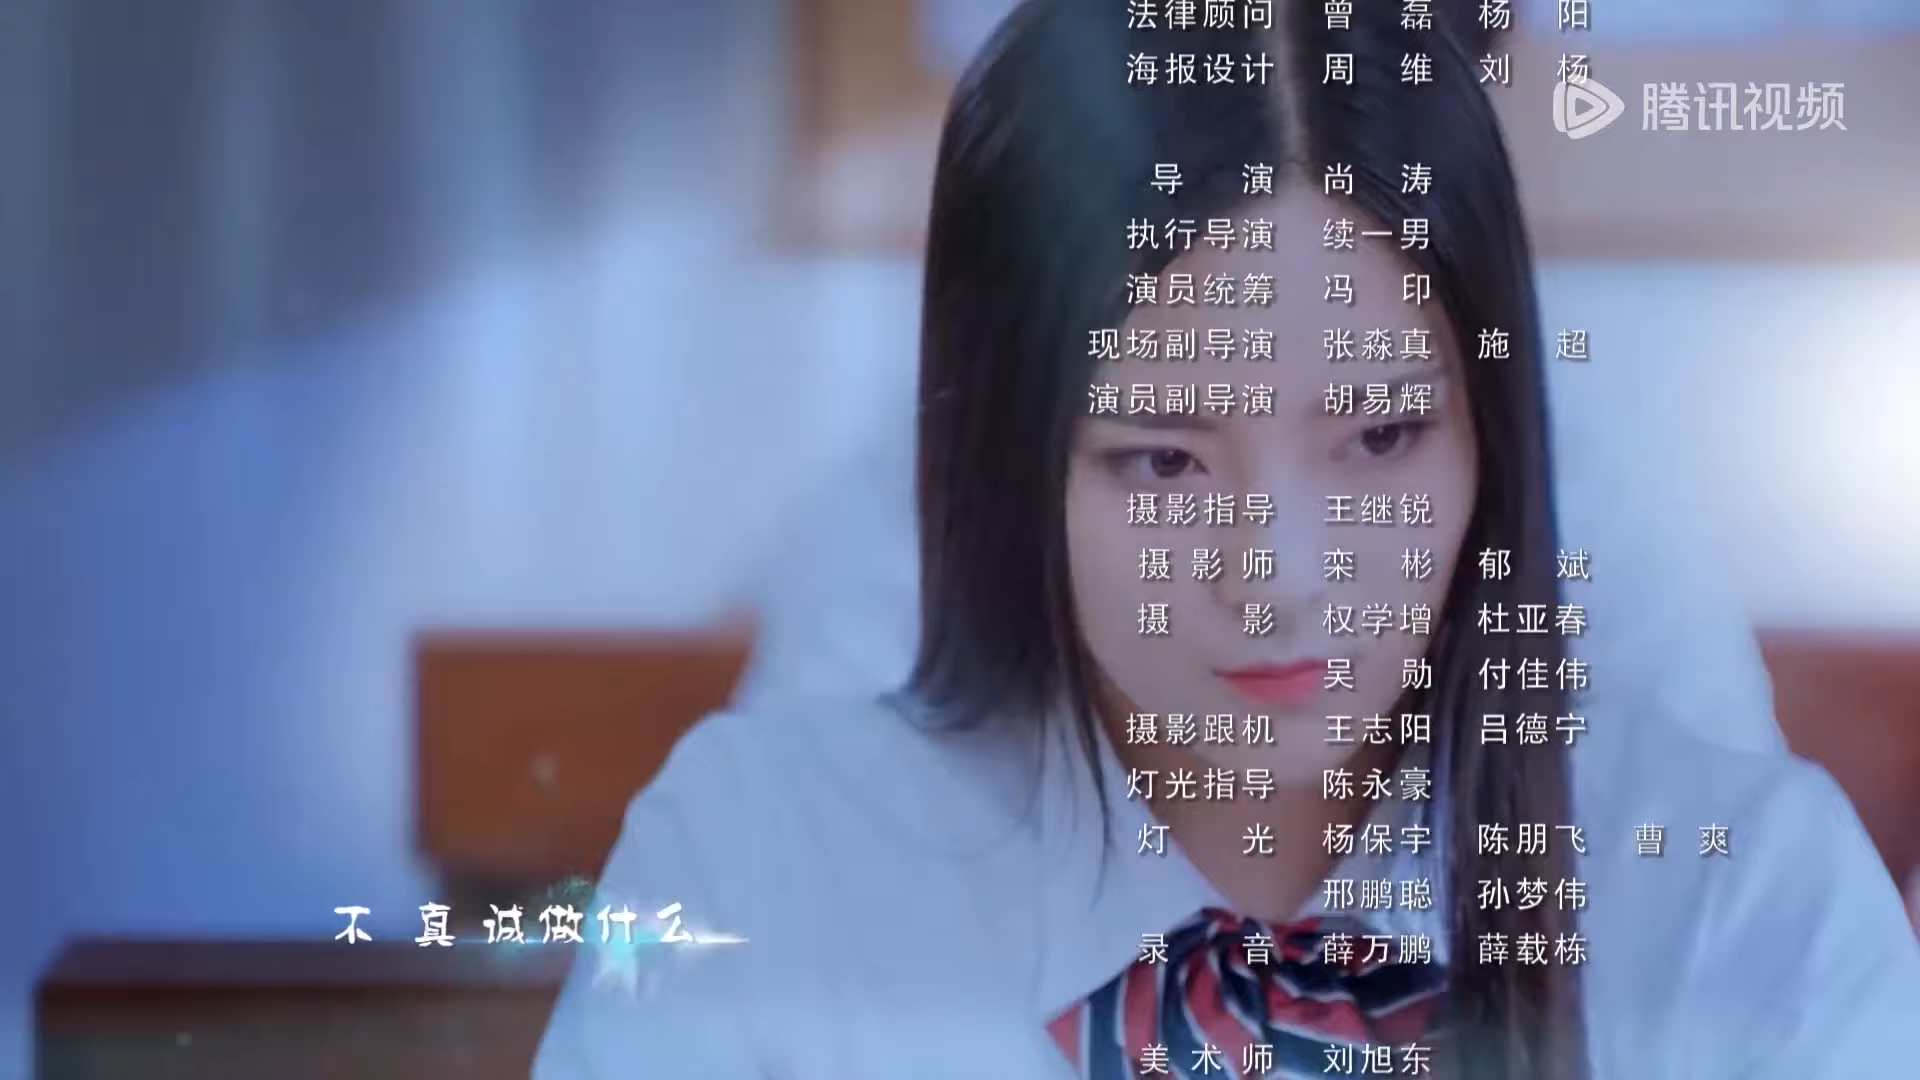 法律顾问 曾磊 杨阳
海报设计 周维 刘杨
腾讯视频
导演 尚涛
执行导演 续一男
演员统筹 冯印
现场副导演 张淼真 施超
演员副导演 胡易辉
摄影指导 王继锐
摄影师 栾彬 郁斌
摄影 权学增 杜亚春
吴勋 付佳伟
摄影跟机 王志阳 吕德宁
灯光指导 陈永豪
灯光 杨保宇 陈朋飞 曹爽
邢鹏聪 孙梦伟
不真诚做什么
录音 薛万鹏 薛载栋
美术师 刘旭东